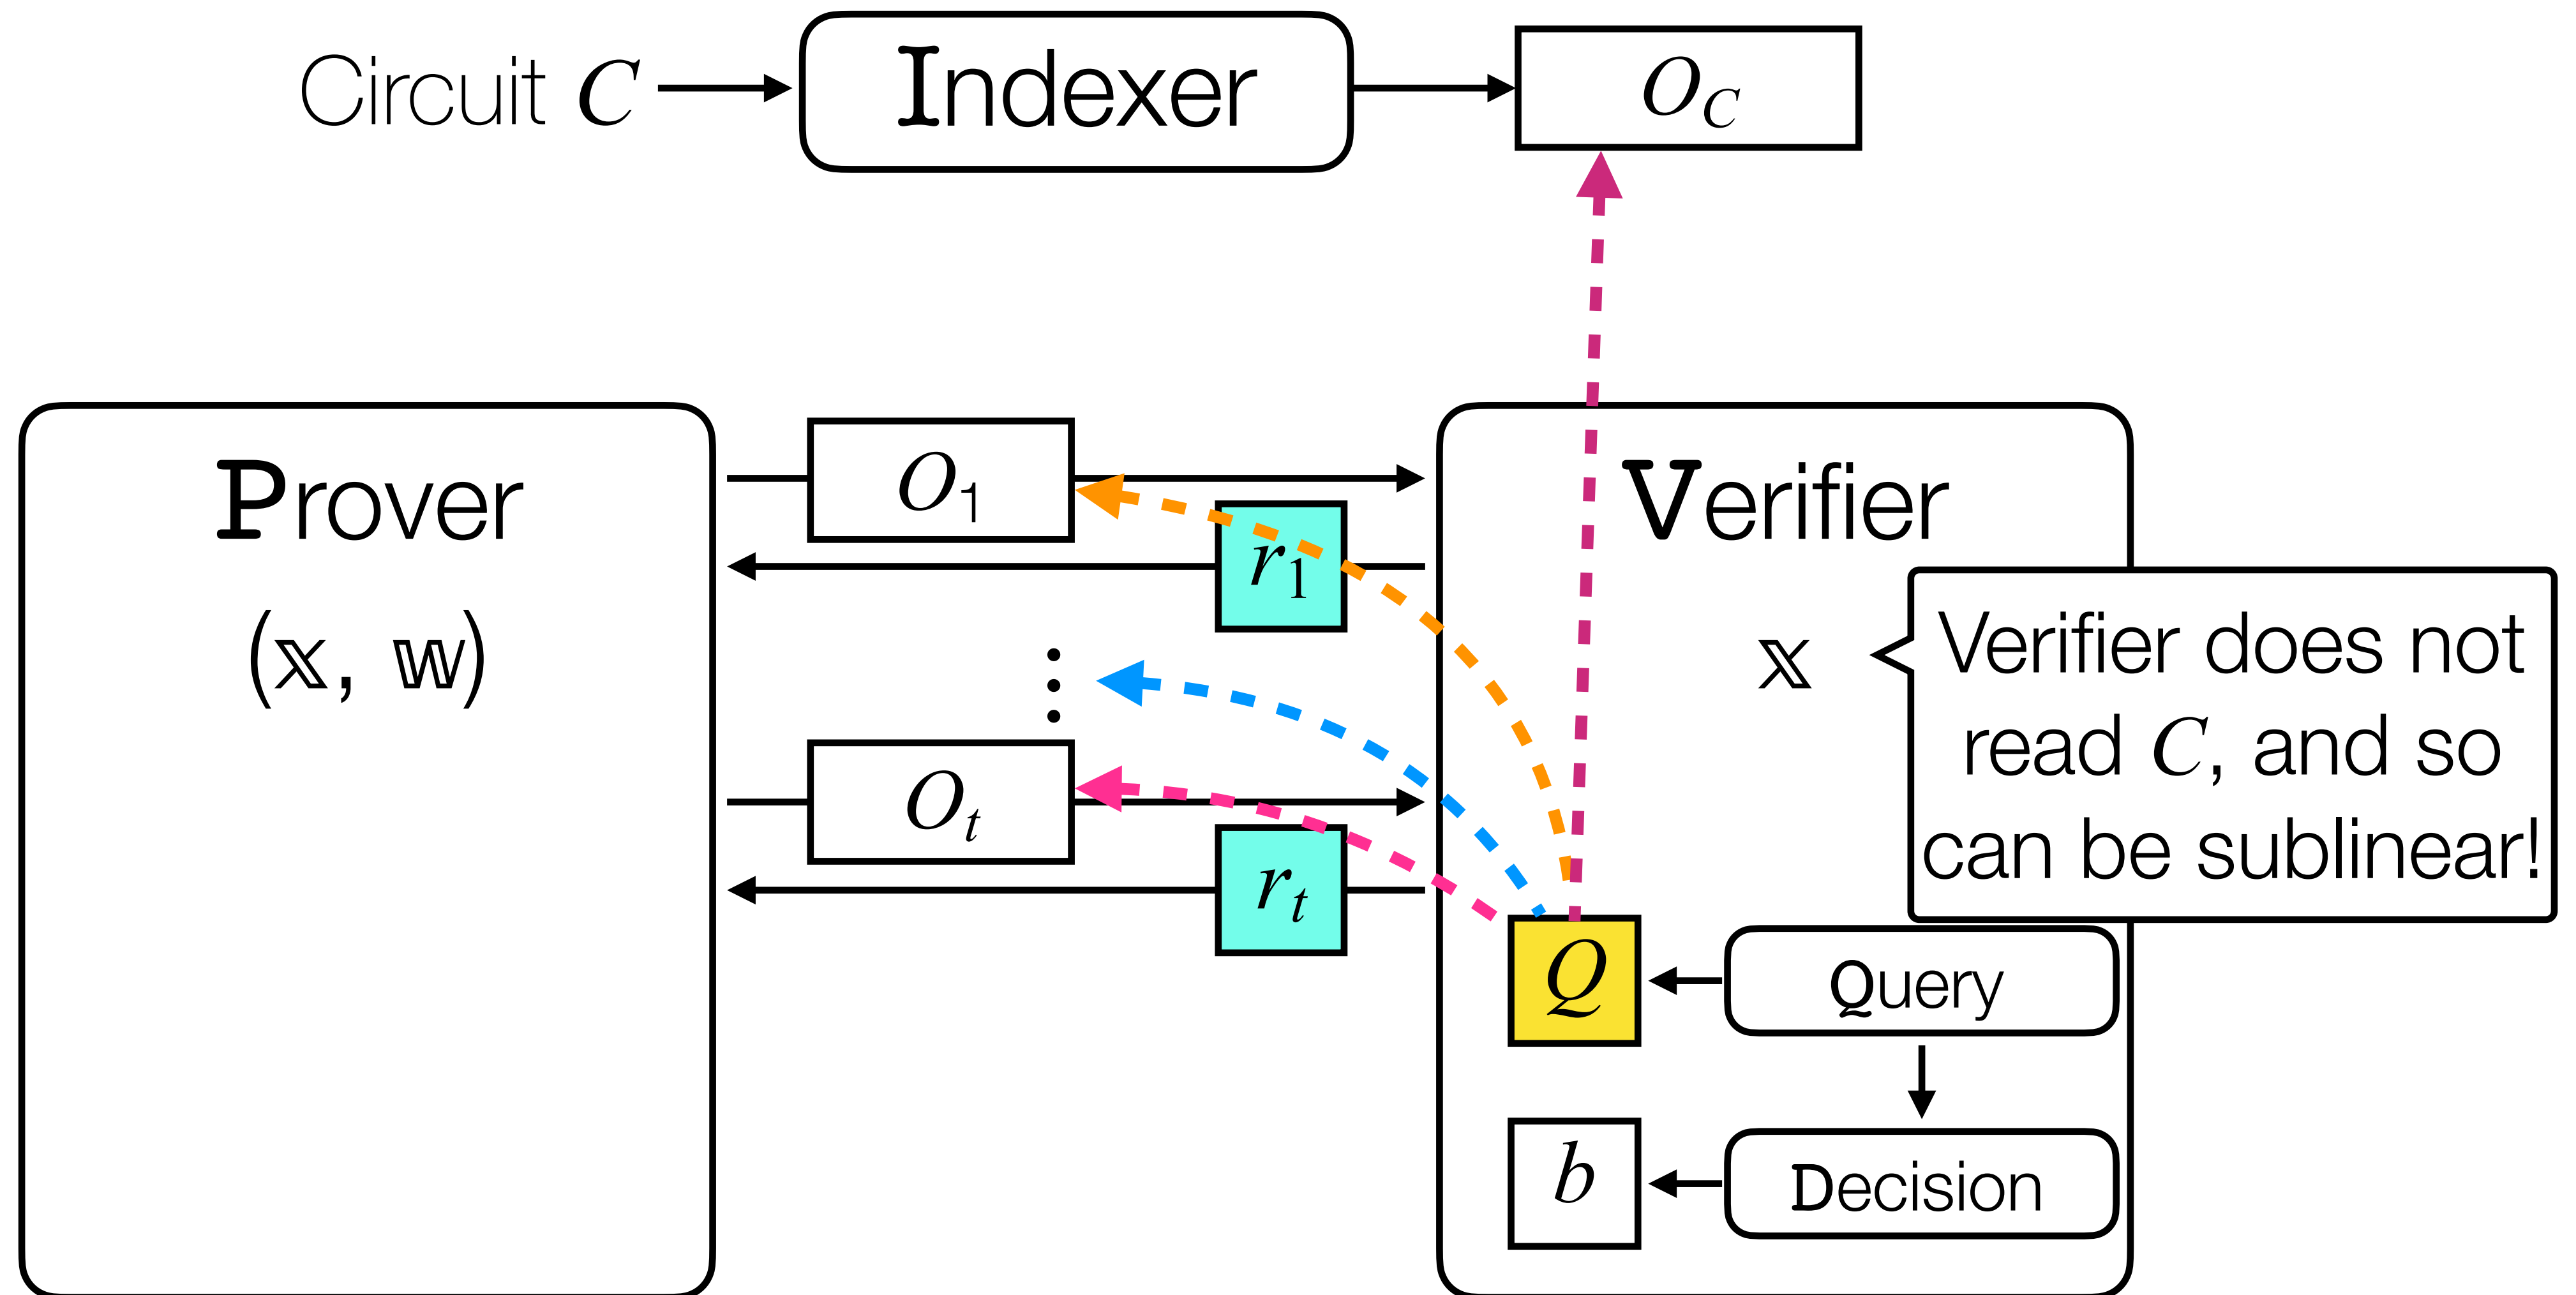 Circuit C
Indexer
O_C
Prover
(𝕩, 𝕨)
O_1
r_1
⋮
O_t
r_t
Verifier
𝕩
Verifier does not
read C, and so
can be sublinear!
Q
Query
b
Decision